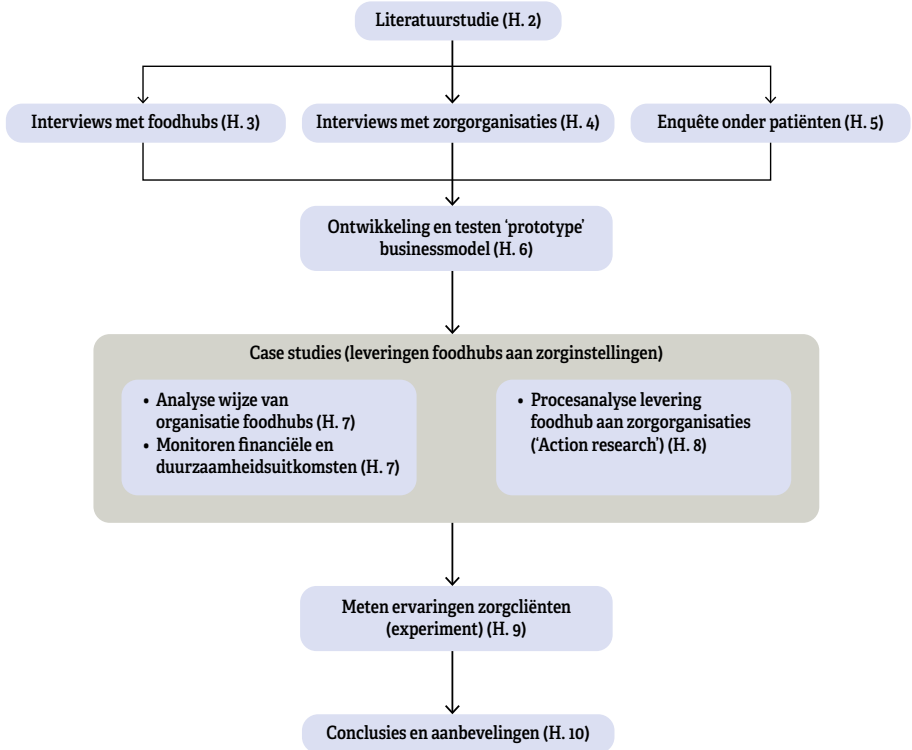 Literatuurstudie (H. 2)
Interviews met foodhubs (H. 3)
Interviews met zorgorganisaties (H. 4)
Enquête onder patiënten (H. 5)
Ontwikkeling en testen ‘prototype’
businessmodel (H. 6)
Case studies (leveringen foodhubs aan zorginstellingen)
• Analyse wijze van
organisatie foodhubs (H. 7)
• Monitoren financiële en
duurzaamheidsuitkomsten (H. 7)
• Procesanalyse levering
foodhub aan zorgorganisaties
(‘Action research’) (H. 8)
Meten ervaringen zorgcliënten
(experiment) (H. 9)
Conclusies en aanbevelingen (H. 10)